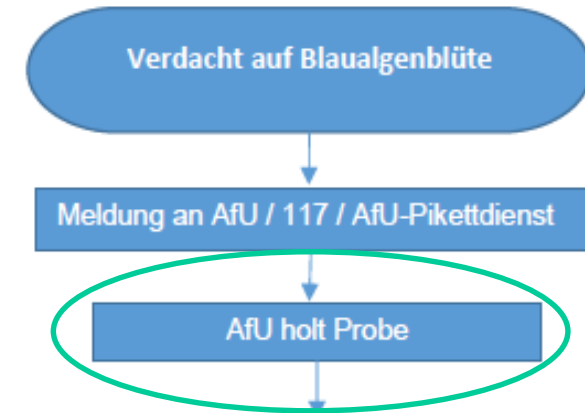 Verdacht auf Blaualgenblüte
Meldung an AfU / 117 / AfU-Pikettdienst
AfU holt Probe